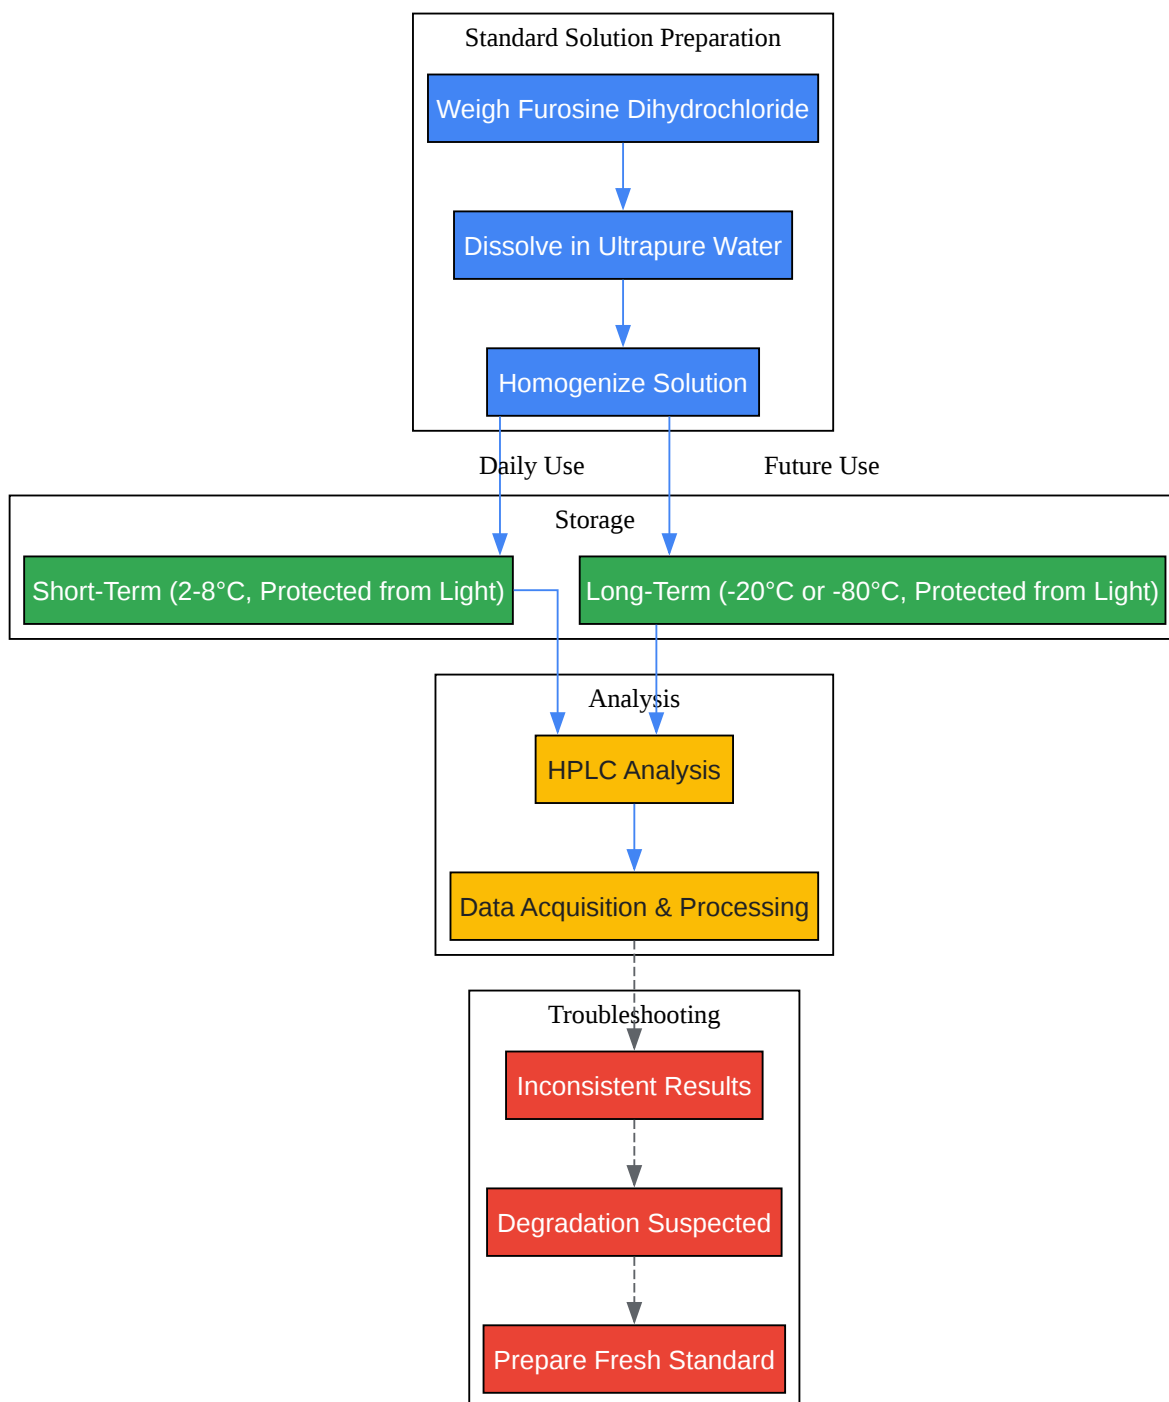 Standard Solution Preparation
Weigh Furosine Dihydrochloride
Dissolve in Ultrapure Water
Homogenize Solution
Daily Use
Future Use
Storage
Short-Term (2-8°C, Protected from Light)
Long-Term (-20°C or -80°C, Protected from Light)
Analysis
HPLC Analysis
Data Acquisition & Processing
Troubleshooting
Inconsistent Results
Degradation Suspected
Prepare Fresh Standard